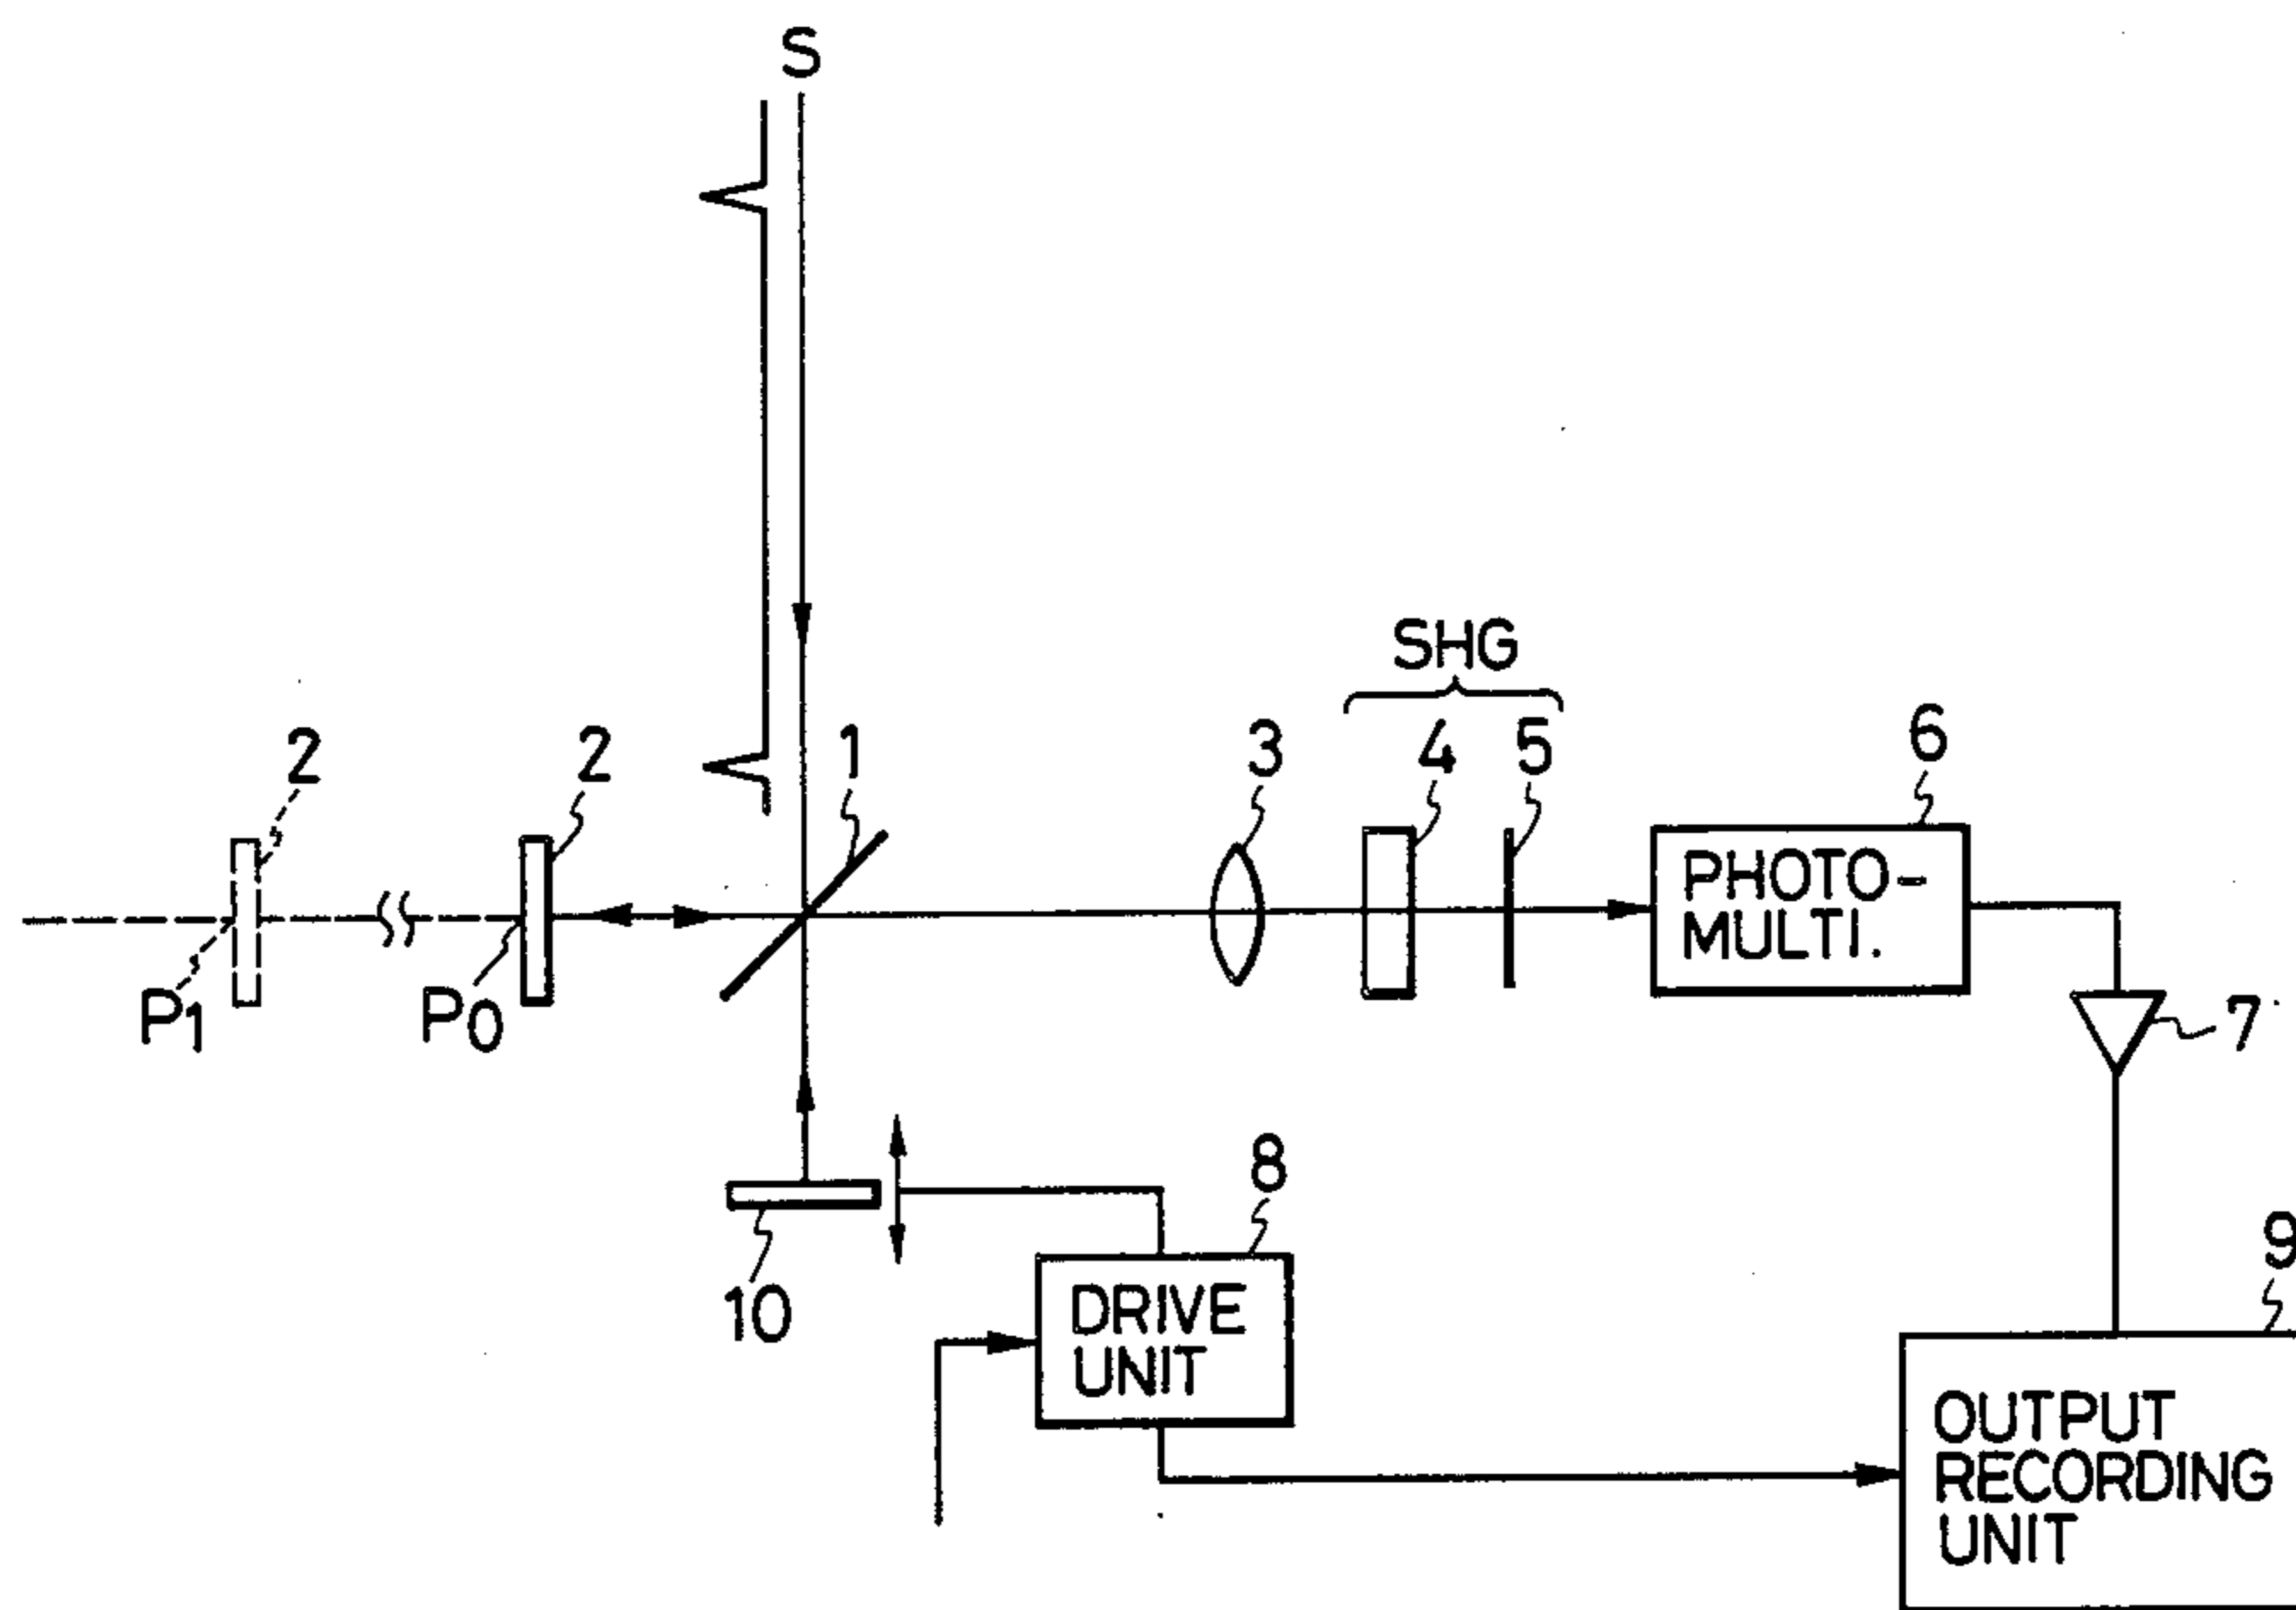 S
SHG
2
2
1
3
4
5
6
PHOTO-
MULTI.
P1
P0
7
8
10
DRIVE
UNIT
9
OUTPUT
RECORDING
UNIT